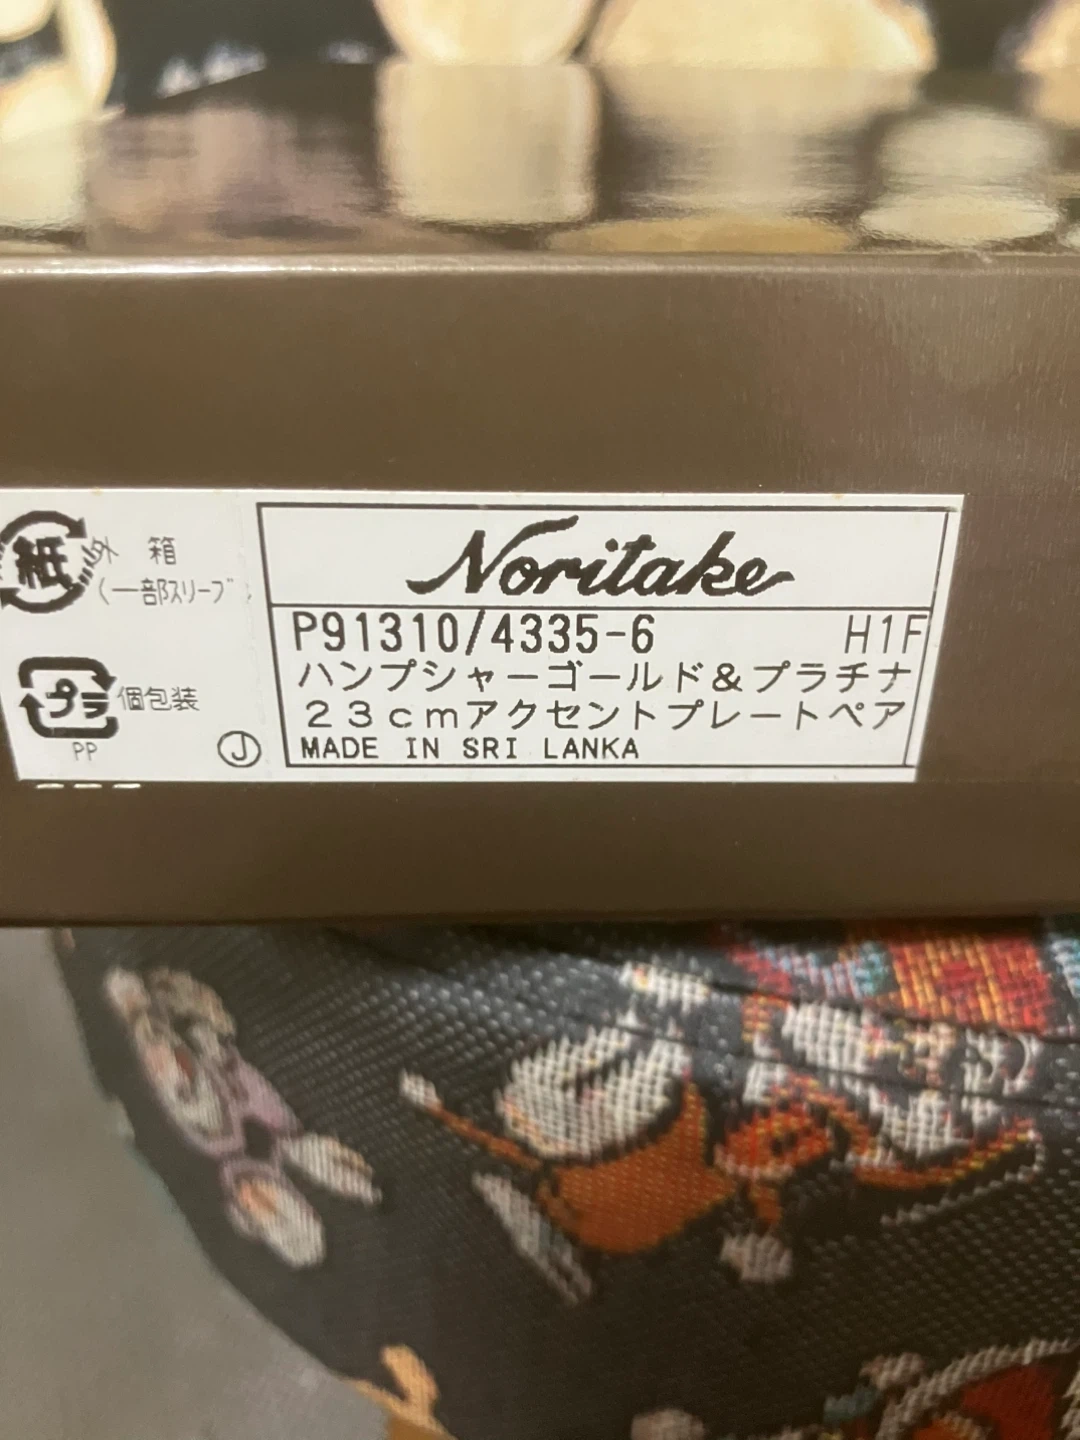 紙 外箱
(一部スリーブ
プラ 個包装
PP
J
Noritake
P91310/4335-6 H1F
ハンプシャーゴールド&プラチナ
23cmアクセントプレートペア
MADE IN SRI LANKA